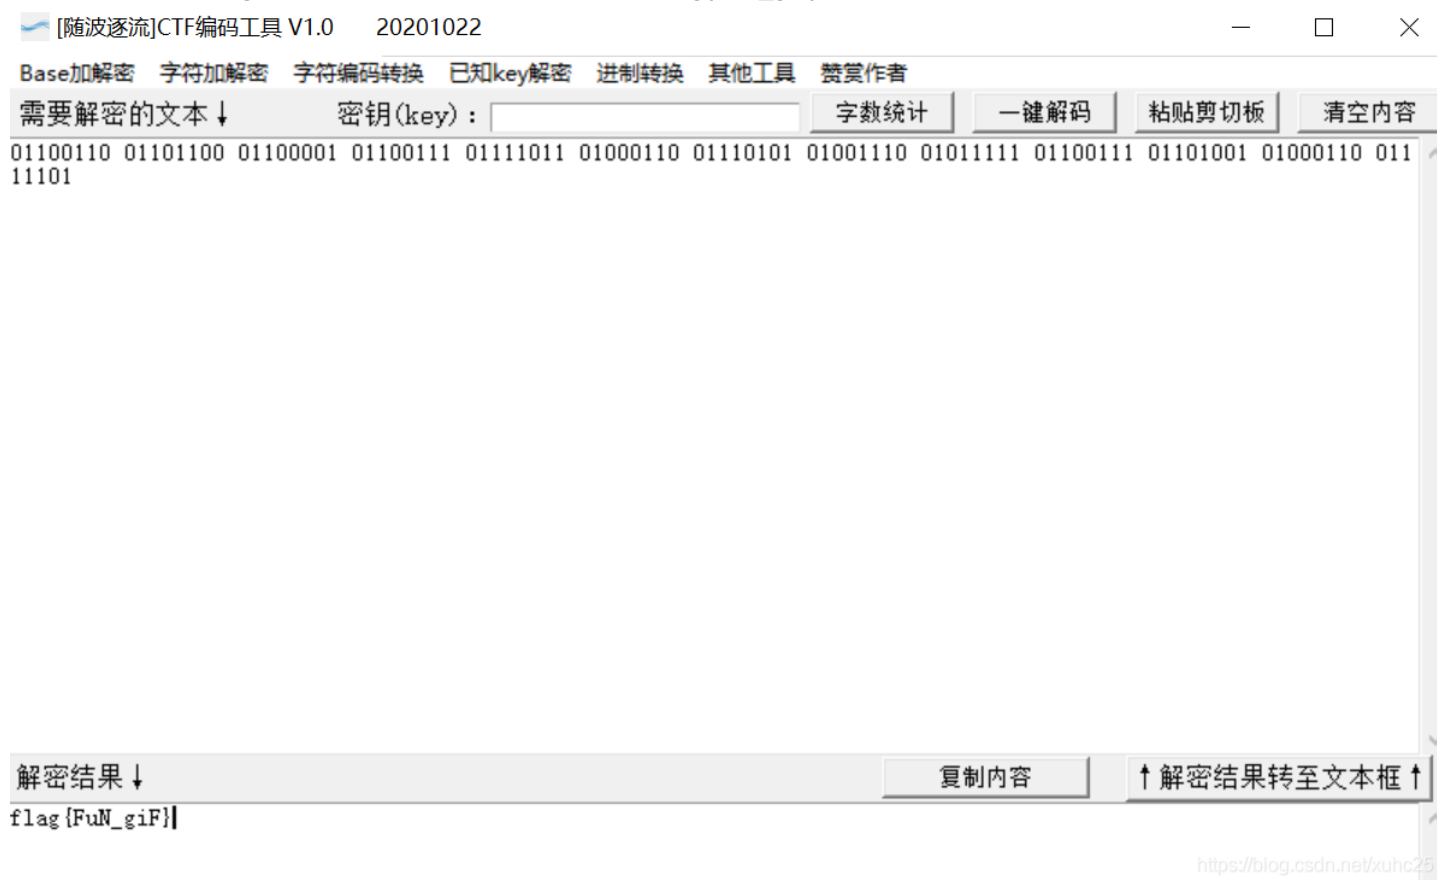 [随波逐流]CTF编码工具 V1.0 20201022
Base加解密 字符加解密 字符编码转换 已知key解密 进制转换 其他工具 赞赏作者
需要解密的文本↓ 密钥(key)： 字数统计 一键解码 粘贴剪切板 清空内容
01100110 01101100 01100001 01100111 01111011 01000110 01110101 01001110 01011111 01100111 01101001 01000110 011
11101
解密结果↓ 复制内容 ↑解密结果转至文本框↑
flag{FuN_giF}
https://blog.csdn.net/xuhc25